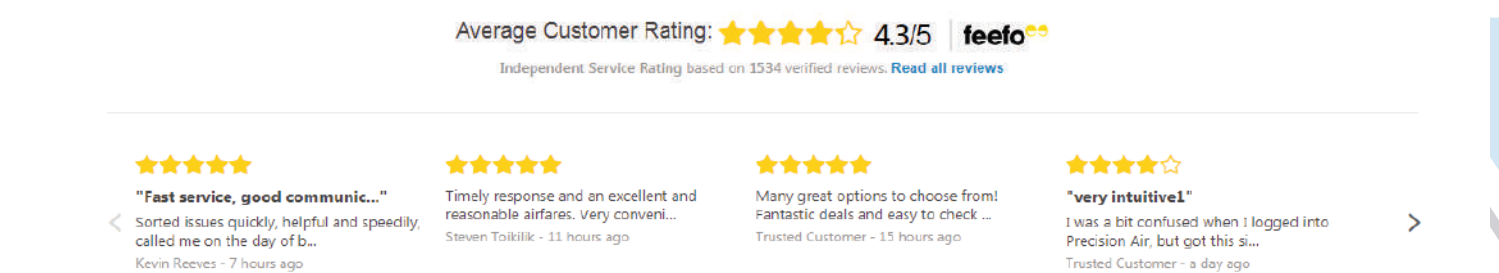 Average Customer Rating: 4.3/5 feefo
Independent Service Rating based on 1534 verified reviews. Read all reviews
"Fast service, good communic..."
Sorted issues quickly, helpful and speedily,
called me on the day of b...
Kevin Reeves - 7 hours ago
Timely response and an excellent and
reasonable airfares. Very conveni...
Steven Toikilik - 11 hours ago
Many great options to choose from!
Fantastic deals and easy to check ...
Trusted Customer - 15 hours ago
"very intuitive1"
I was a bit confused when I logged into
Precision Air, but got this si...
Trusted Customer - a day ago